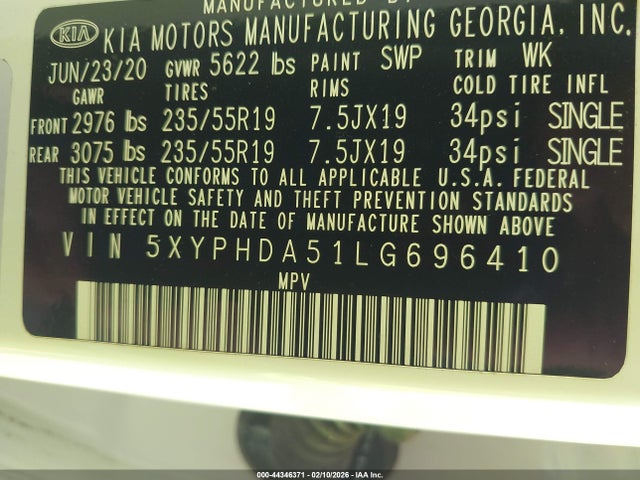 MANUFACTURED BY
KIA KIA MOTORS MANUFACTURING GEORGIA, INC.
JUN/23/20 GVWR 5622 lbs PAINT SWP TRIM WK
GAWR TIRES RIMS COLD TIRE INFL
FRONT 2976 lbs 235/55R19 7.5JX19 34psi SINGLE
REAR 3075 lbs 235/55R19 7.5JX19 34psi SINGLE
THIS VEHICLE CONFORMS TO ALL APPLICABLE U.S.A. FEDERAL
MOTOR VEHICLE SAFETY AND THEFT PREVENTION STANDARDS
IN EFFECT ON THE DATE OF MANUFACTURE SHOWN ABOVE
VIN 5XYPHDA51LG696410
MPV
000-44346371 - 02/10/2026 - IAA Inc.